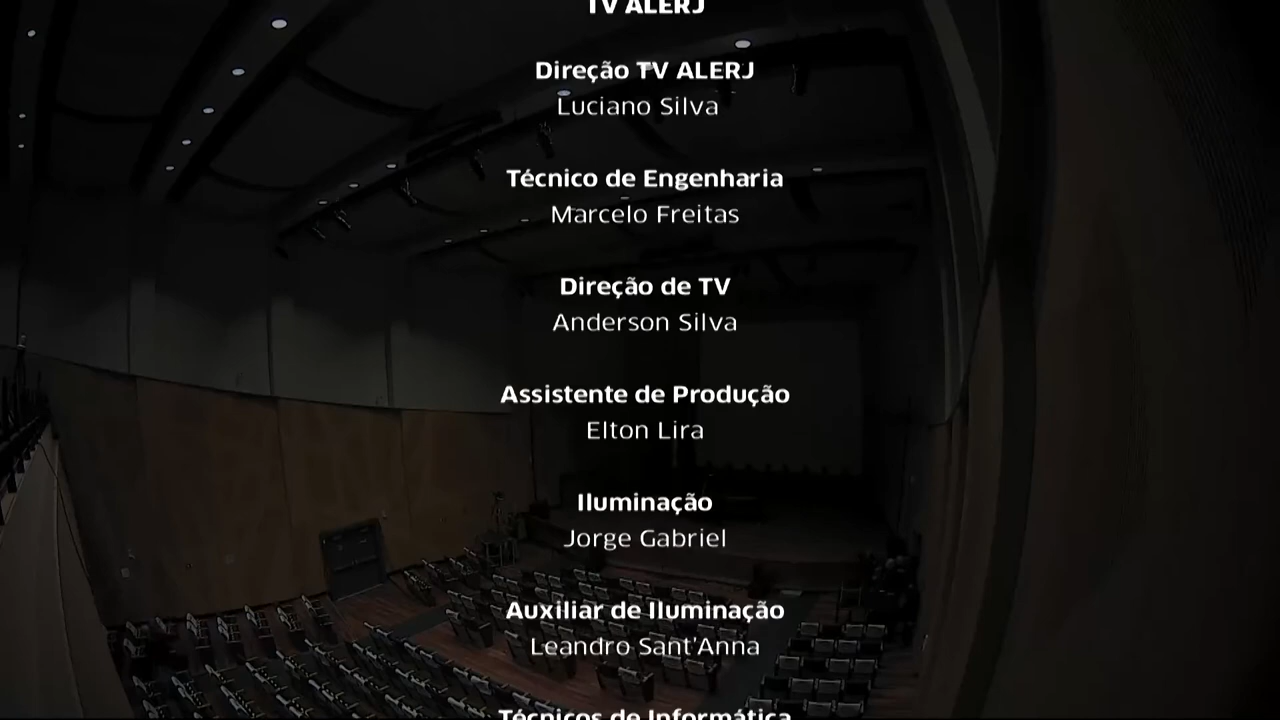 TV ALERJ
Direção TV ALERJ
Luciano Silva
Técnico de Engenharia
Marcelo Freitas
Direção de TV
Anderson Silva
Assistente de Produção
Elton Lira
Iluminação
Jorge Gabriel
Auxiliar de Iluminação
Leandro Sant'Anna
Técnicos de Informática